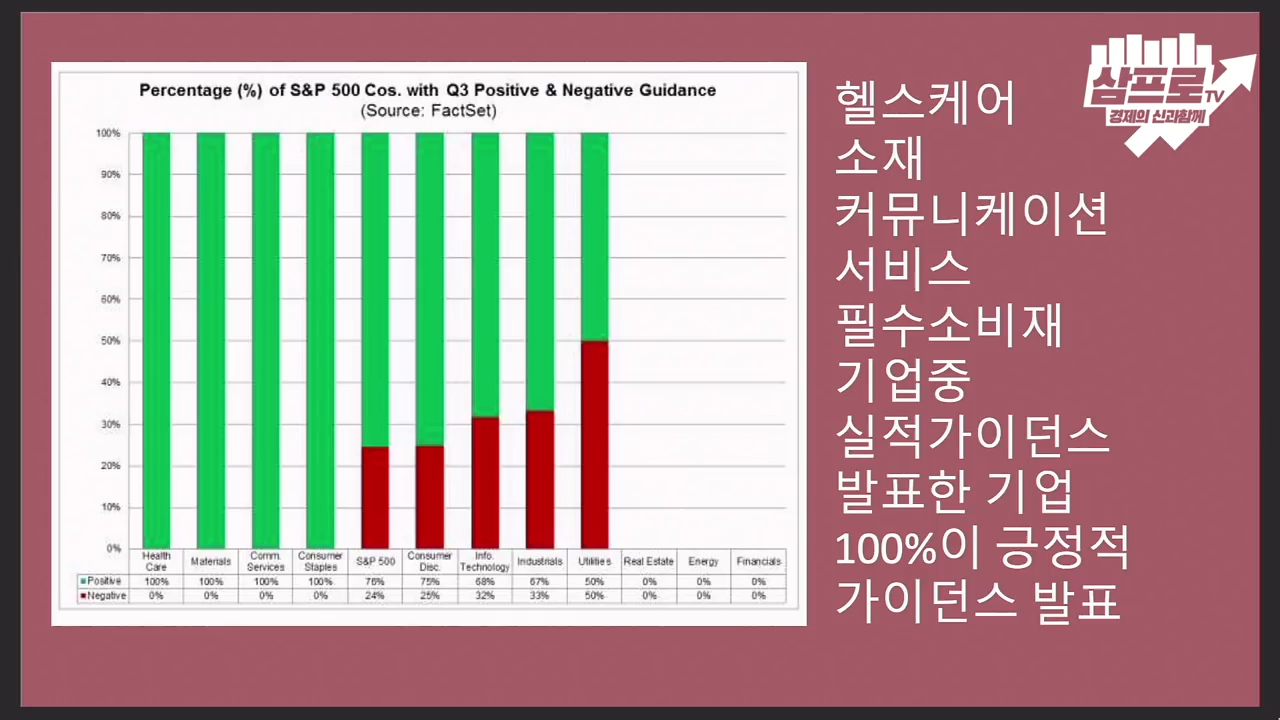 Percentage (%) of S&P 500 Cos. with Q3 Positive & Negative Guidance
(Source: FactSet)
100%
90%
80%
70%
60%
50%
40%
30%
20%
10%
0%
Health Care Materials Comm. Services Consumer Staples S&P 500 Consumer Disc. Info. Technology Industrials Utilities Real Estate Energy Financials
Positive 100% 100% 100% 100% 76% 75% 68% 67% 50% 0% 0% 0%
Negative 0% 0% 0% 0% 24% 25% 32% 33% 50% 0% 0% 0%
삼프로TV
경제의 신과함께
헬스케어
소재
커뮤니케이션
서비스
필수소비재
기업중
실적가이던스
발표한 기업
100%이 긍정적
가이던스 발표